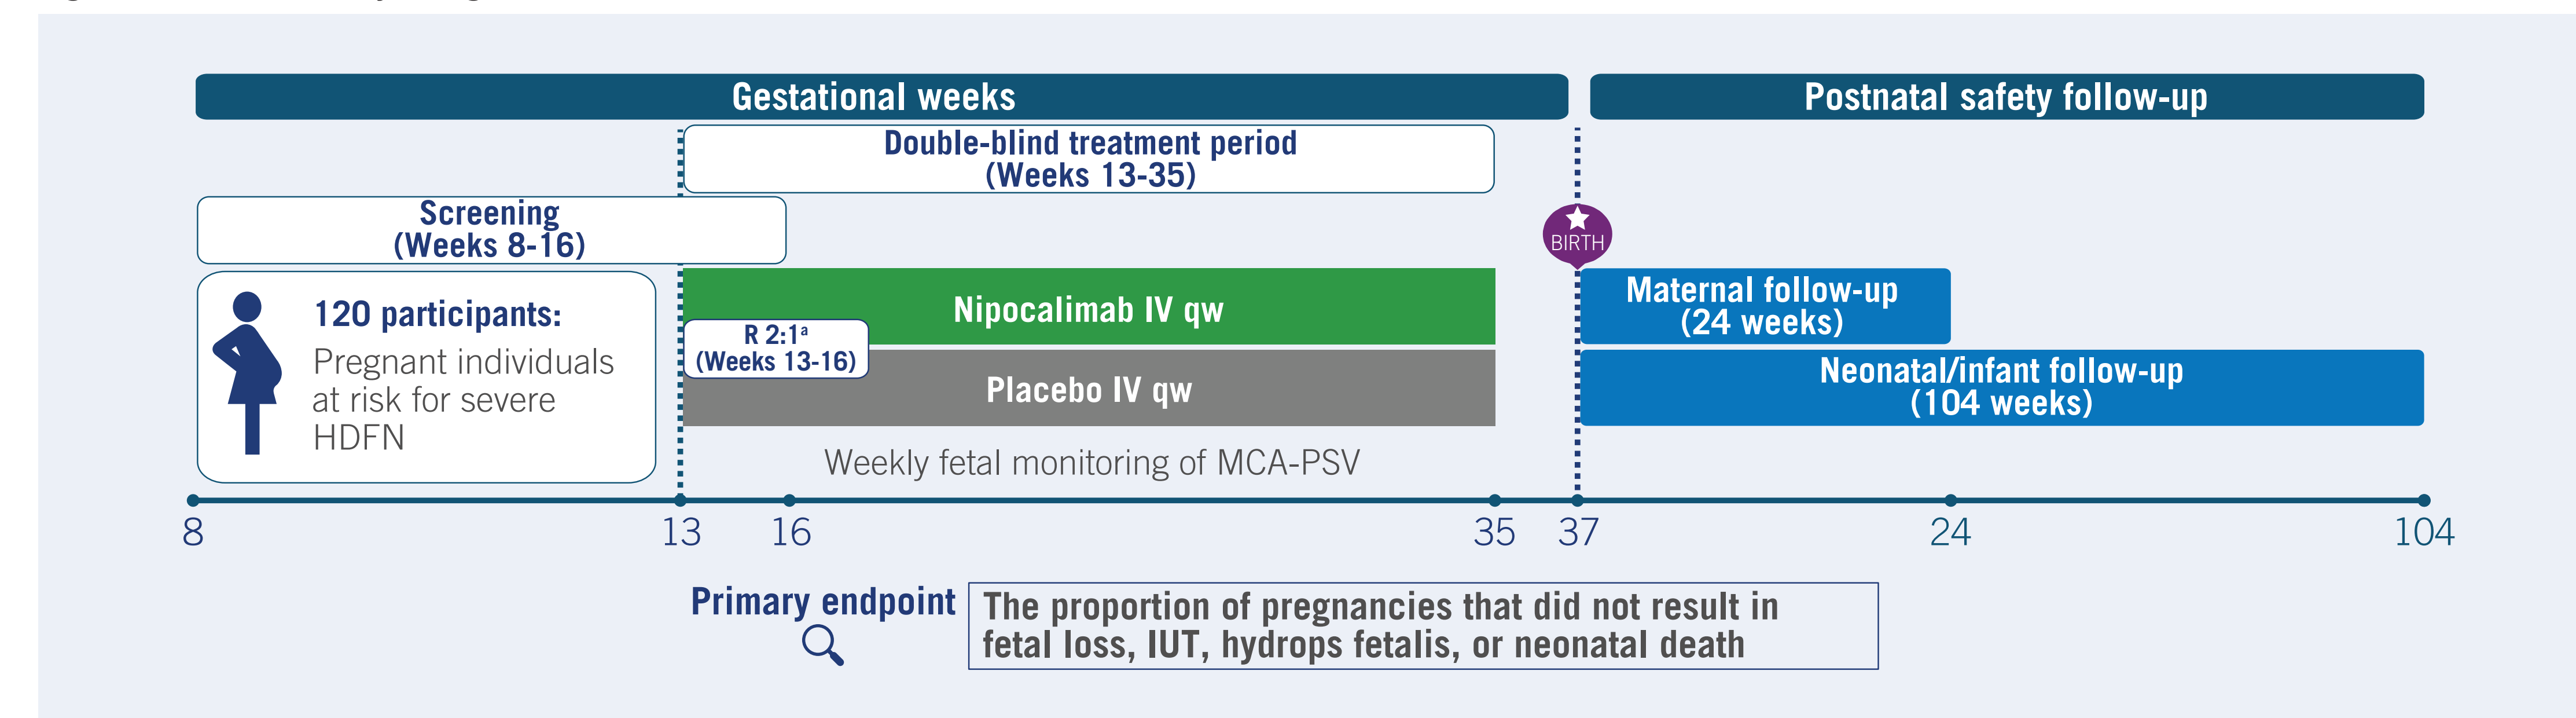 Gestational weeks
Postnatal safety follow-up
Double-blind treatment period
(Weeks 13-35)
Screening
(Weeks 8-16)
BIRTH
120 participants:
Pregnant individuals
at risk for severe
HDFN
Nipocalimab IV qw
R 2:1ª
(Weeks 13-16)
Placebo IV qw
Maternal follow-up
(24 weeks)
Neonatal/infant follow-up
(104 weeks)
Weekly fetal monitoring of MCA-PSV
8 13 16 35 37 24 104
Primary endpoint
The proportion of pregnancies that did not result in
fetal loss, IUT, hydrops fetalis, or neonatal death